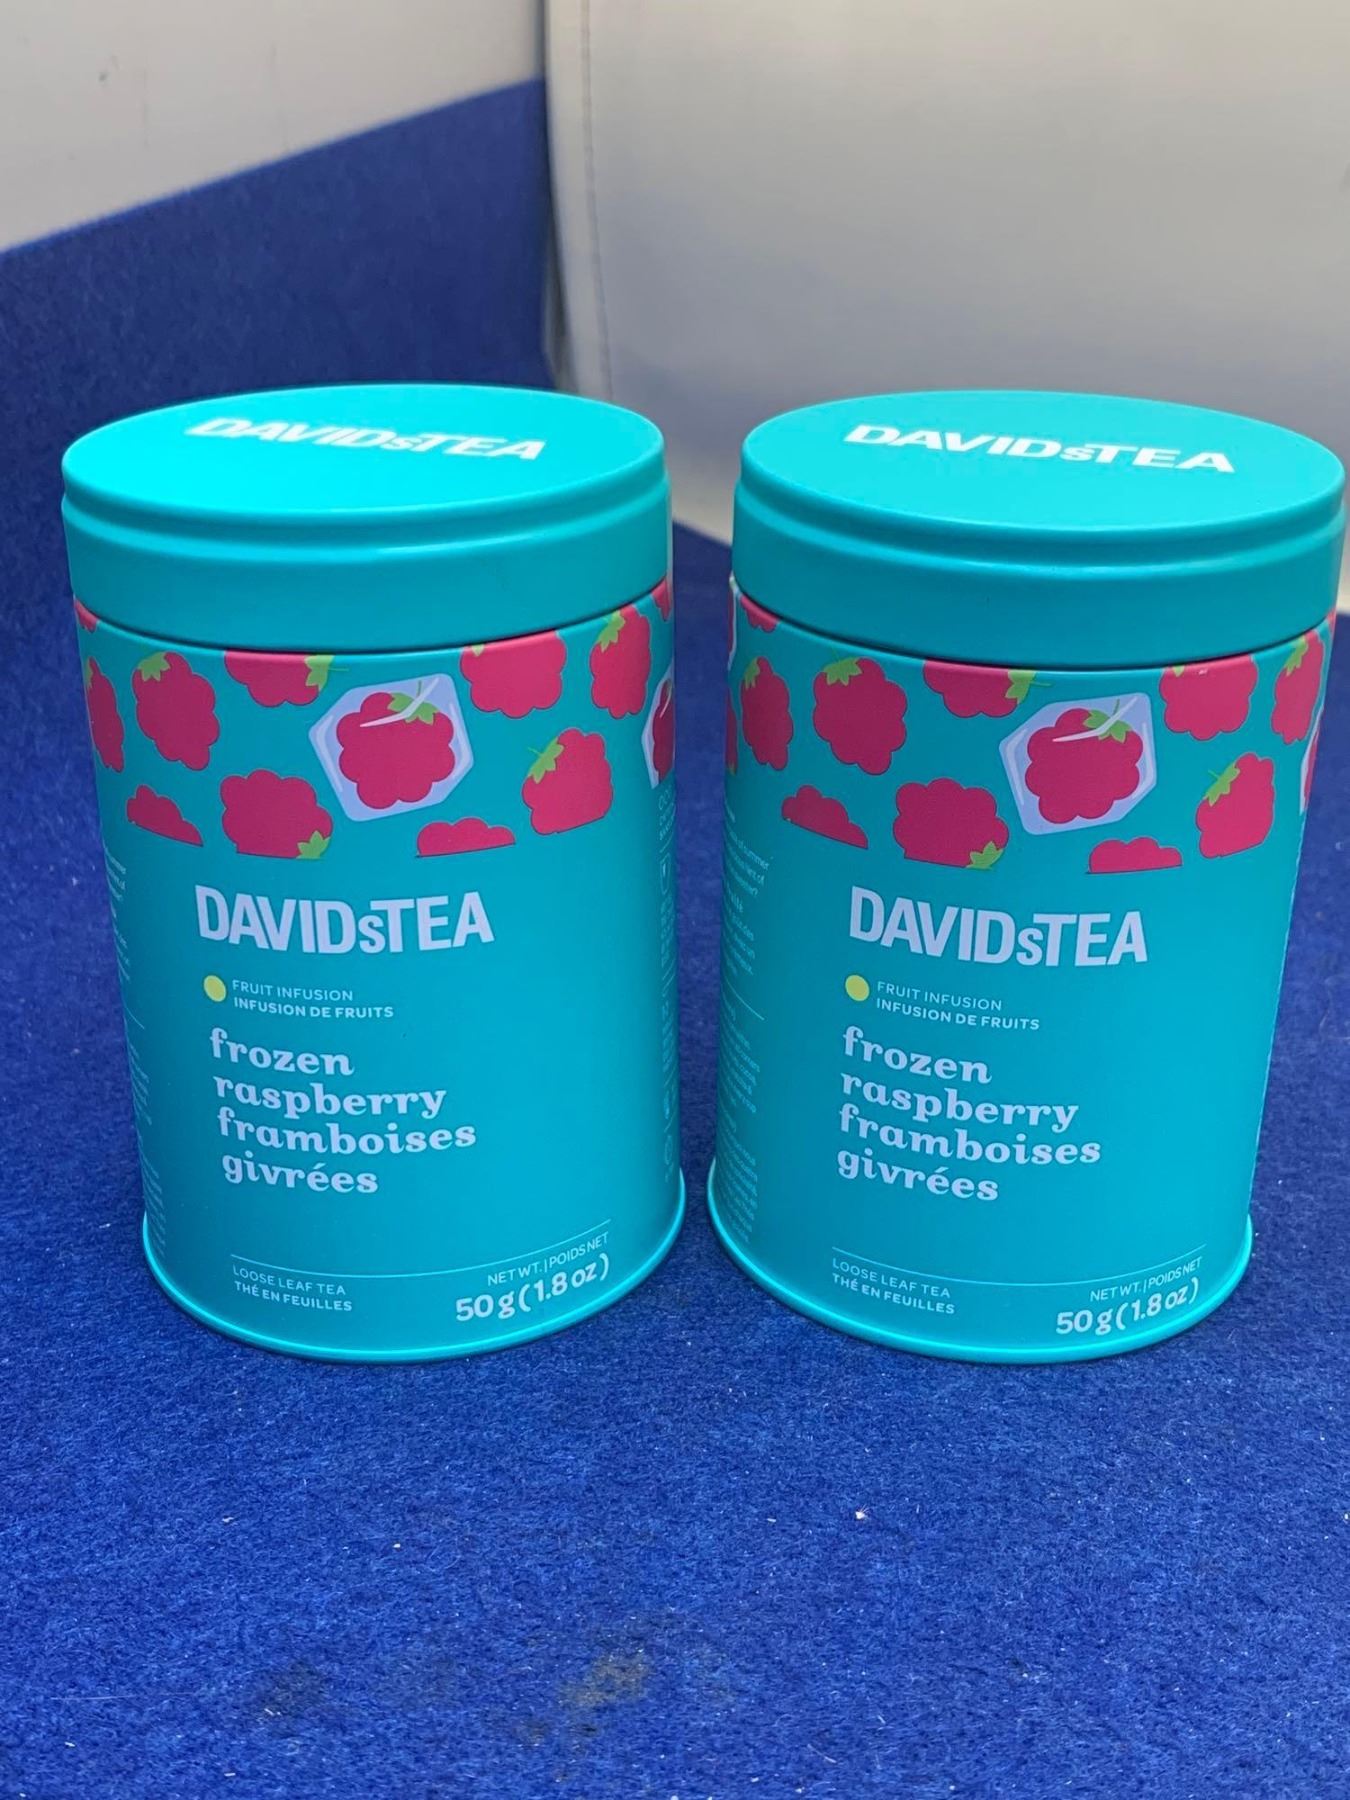 DAVIDsTEA
DAVIDsTEA
DAVIDsTEA
FRUIT INFUSION
INFUSION DE FRUITS
frozen
raspberry
framboises
givrées
LOOSE LEAF TEA
THÉ EN FEUILLES
NET WT. | POIDS NET
50 g (1.8 oz)
DAVIDsTEA
FRUIT INFUSION
INFUSION DE FRUITS
frozen
raspberry
framboises
givrées
LOOSE LEAF TEA
THÉ EN FEUILLES
NET WT. | POIDS NET
50 g (1.8 oz)